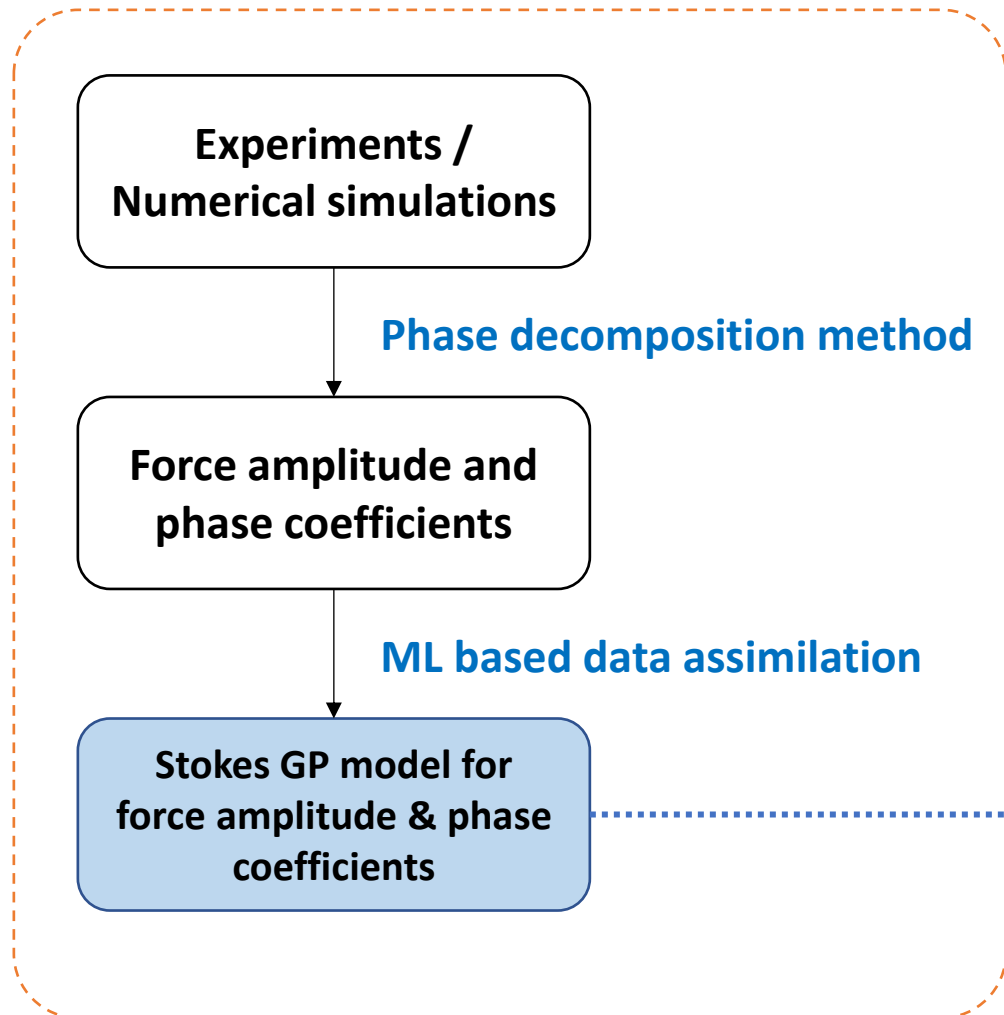 Experiments /
Numerical simulations
Phase decomposition method
Force amplitude and
phase coefficients
ML based data assimilation
Stokes GP model for
force amplitude & phase
coefficients